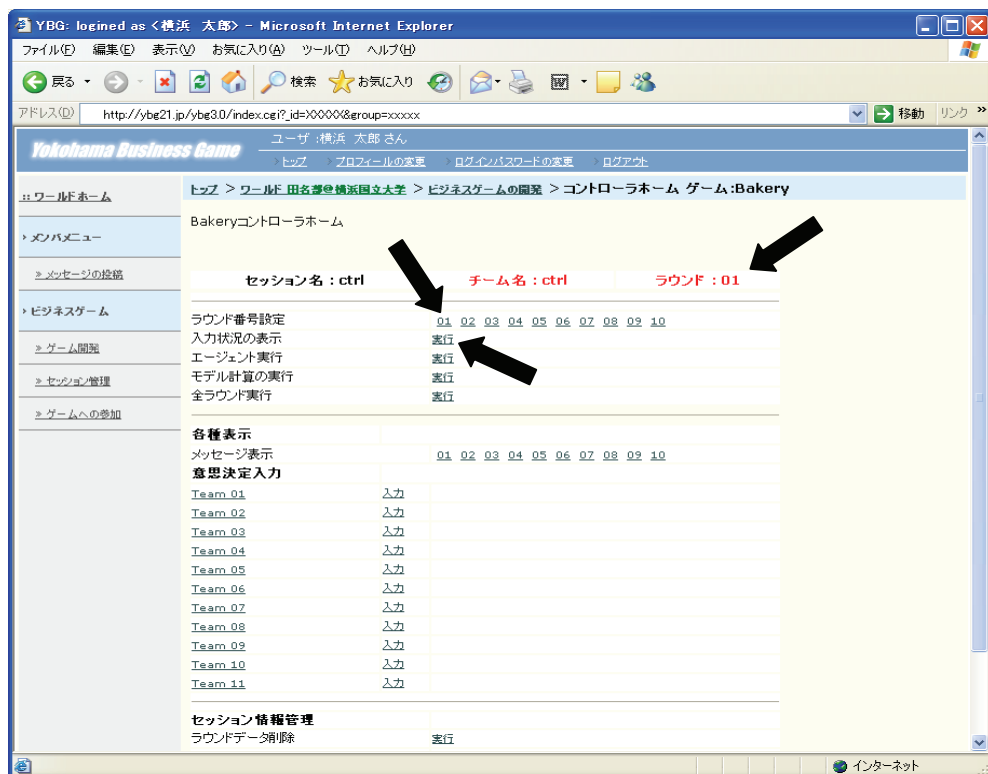 YBG: logined as <横浜 太郎> - Microsoft Internet Explorer
ファイル(F) 編集(E) 表示(V) お気に入り(A) ツール(T) ヘルプ(H)
戻る 検索 お気に入り
アドレス(D) http://ybg21.jp/ybg3.0/index.cgi?_id=XXXXX&group=xxxxx 移動 リンク »
Yokohama Business Game
ユーザ :横浜 太郎 さん
› トップ › プロフィールの変更 › ログインパスワードの変更 › ログアウト
:: ワールドホーム
› メンバメニュー
» メッセージの投稿
› ビジネスゲーム
» ゲーム開発
» セッション管理
» ゲームへの参加
トップ > ワールド 田名部@横浜国立大学 > ビジネスゲームの開発 > コントローラホーム ゲーム:Bakery
Bakeryコントローラホーム
セッション名：ctrl チーム名：ctrl ラウンド：01
ラウンド番号設定 01 02 03 04 05 06 07 08 09 10
入力状況の表示 実行
エージェント実行 実行
モデル計算の実行 実行
全ラウンド実行 実行
各種表示
メッセージ表示 01 02 03 04 05 06 07 08 09 10
意思決定入力
Team 01 入力
Team 02 入力
Team 03 入力
Team 04 入力
Team 05 入力
Team 06 入力
Team 07 入力
Team 08 入力
Team 09 入力
Team 10 入力
Team 11 入力
セッション情報管理
ラウンドデータ削除 実行
インターネット